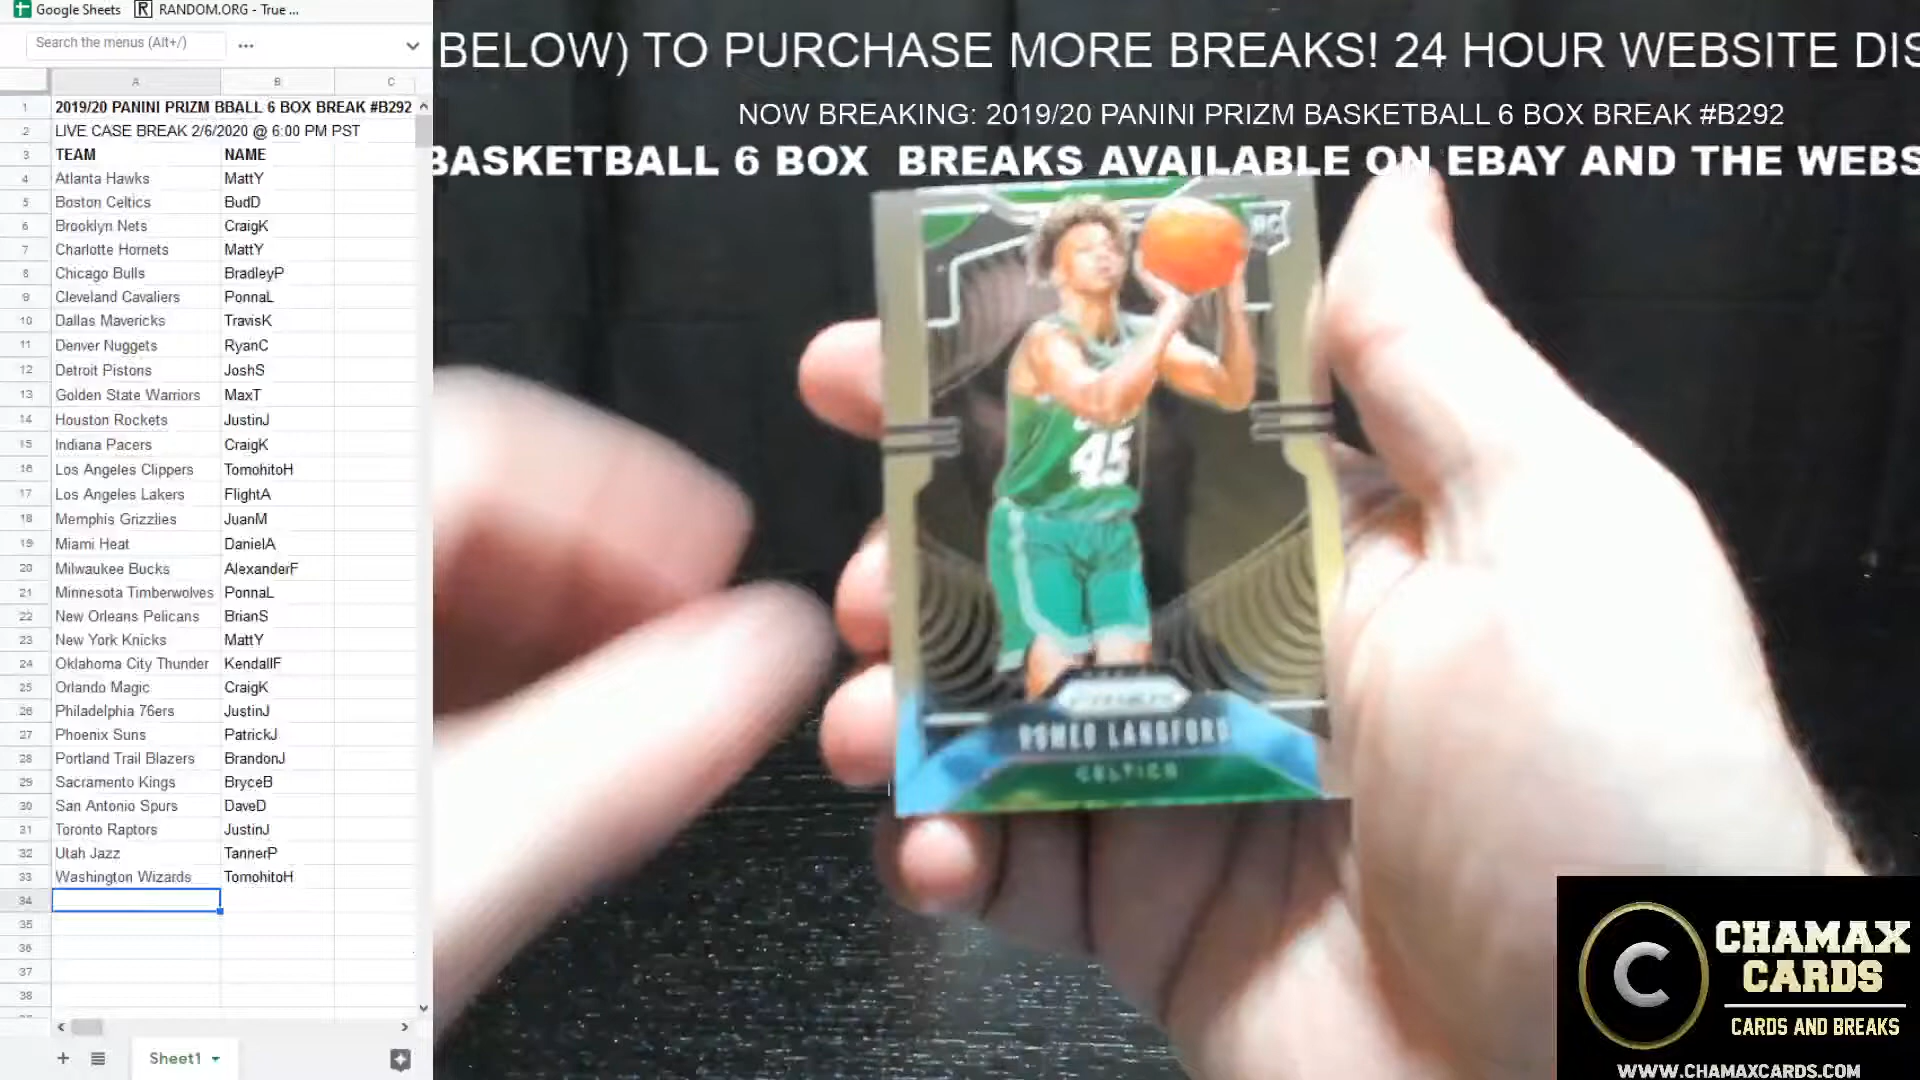 Google Sheets
RANDOM.ORG - True ...
Search the menus (Alt+/)
A B C
1 2019/20 PANINI PRIZM BBALL 6 BOX BREAK #B292
2 LIVE CASE BREAK 2/6/2020 @ 6:00 PM PST
3 TEAM NAME
4 Atlanta Hawks MattY
5 Boston Celtics BudD
6 Brooklyn Nets CraigK
7 Charlotte Hornets MattY
8 Chicago Bulls BradleyP
9 Cleveland Cavaliers PonnaL
10 Dallas Mavericks TravisK
11 Denver Nuggets RyanC
12 Detroit Pistons JoshS
13 Golden State Warriors MaxT
14 Houston Rockets JustinJ
15 Indiana Pacers CraigK
16 Los Angeles Clippers TomohitoH
17 Los Angeles Lakers FlightA
18 Memphis Grizzlies JuanM
19 Miami Heat DanielA
20 Milwaukee Bucks AlexanderF
21 Minnesota Timberwolves PonnaL
22 New Orleans Pelicans BrianS
23 New York Knicks MattY
24 Oklahoma City Thunder KendallF
25 Orlando Magic CraigK
26 Philadelphia 76ers JustinJ
27 Phoenix Suns PatrickJ
28 Portland Trail Blazers BrandonJ
29 Sacramento Kings BryceB
30 San Antonio Spurs DaveD
31 Toronto Raptors JustinJ
32 Utah Jazz TannerP
33 Washington Wizards TomohitoH
34
35
36
37
38
Sheet1
BELOW) TO PURCHASE MORE BREAKS! 24 HOUR WEBSITE DIS
NOW BREAKING: 2019/20 PANINI PRIZM BASKETBALL 6 BOX BREAK #B292
BASKETBALL 6 BOX BREAKS AVAILABLE ON EBAY AND THE WEBS
RC
45
ROMEO LANGFORD
CELTICS
C
CHAMAX
CARDS
CARDS AND BREAKS
WWW.CHAMAXCARDS.COM